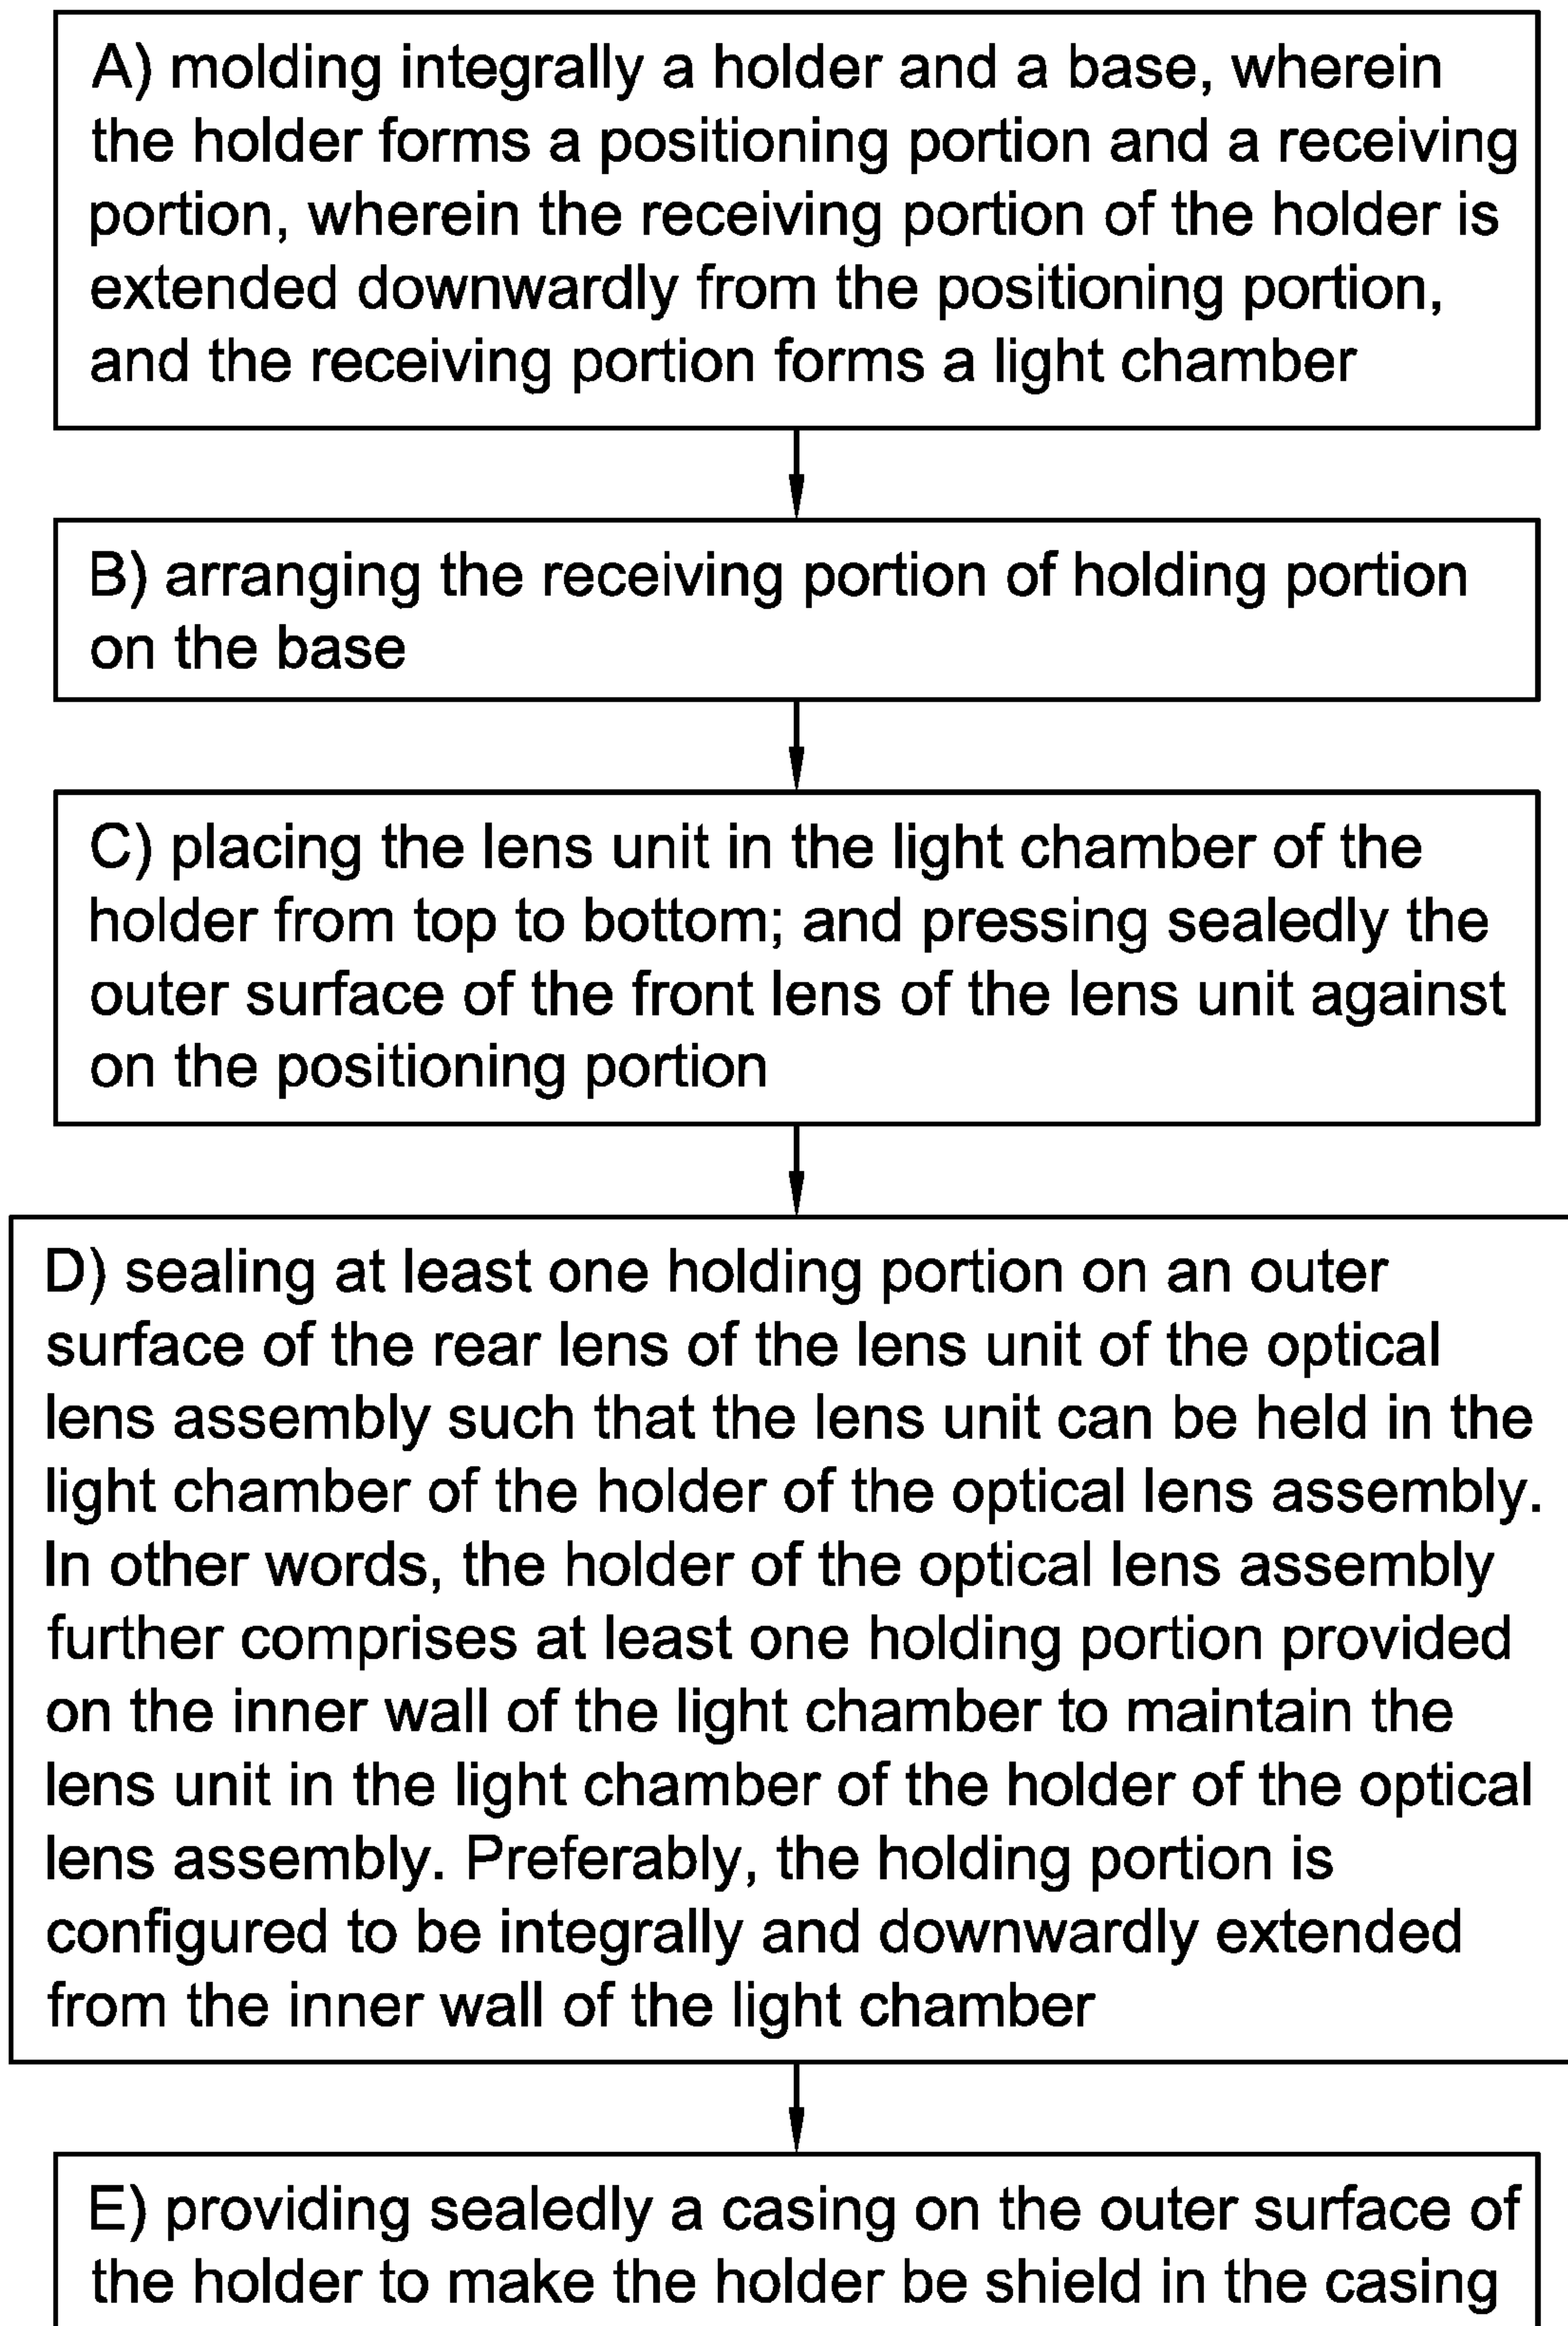 A) molding integrally a holder and a base, wherein
the holder forms a positioning portion and a receiving
portion, wherein the receiving portion of the holder is
extended downwardly from the positioning portion,
and the receiving portion forms a light chamber
B) arranging the receiving portion of holding portion
on the base
C) placing the lens unit in the light chamber of the
holder from top to bottom; and pressing sealedly the
outer surface of the front lens of the lens unit against
on the positioning portion
D) sealing at least one holding portion on an outer
surface of the rear lens of the lens unit of the optical
lens assembly such that the lens unit can be held in the
light chamber of the holder of the optical lens assembly.
In other words, the holder of the optical lens assembly
further comprises at least one holding portion provided
on the inner wall of the light chamber to maintain the
lens unit in the light chamber of the holder of the optical
lens assembly. Preferably, the holding portion is
configured to be integrally and downwardly extended
from the inner wall of the light chamber
E) providing sealedly a casing on the outer surface of
the holder to make the holder be shield in the casing